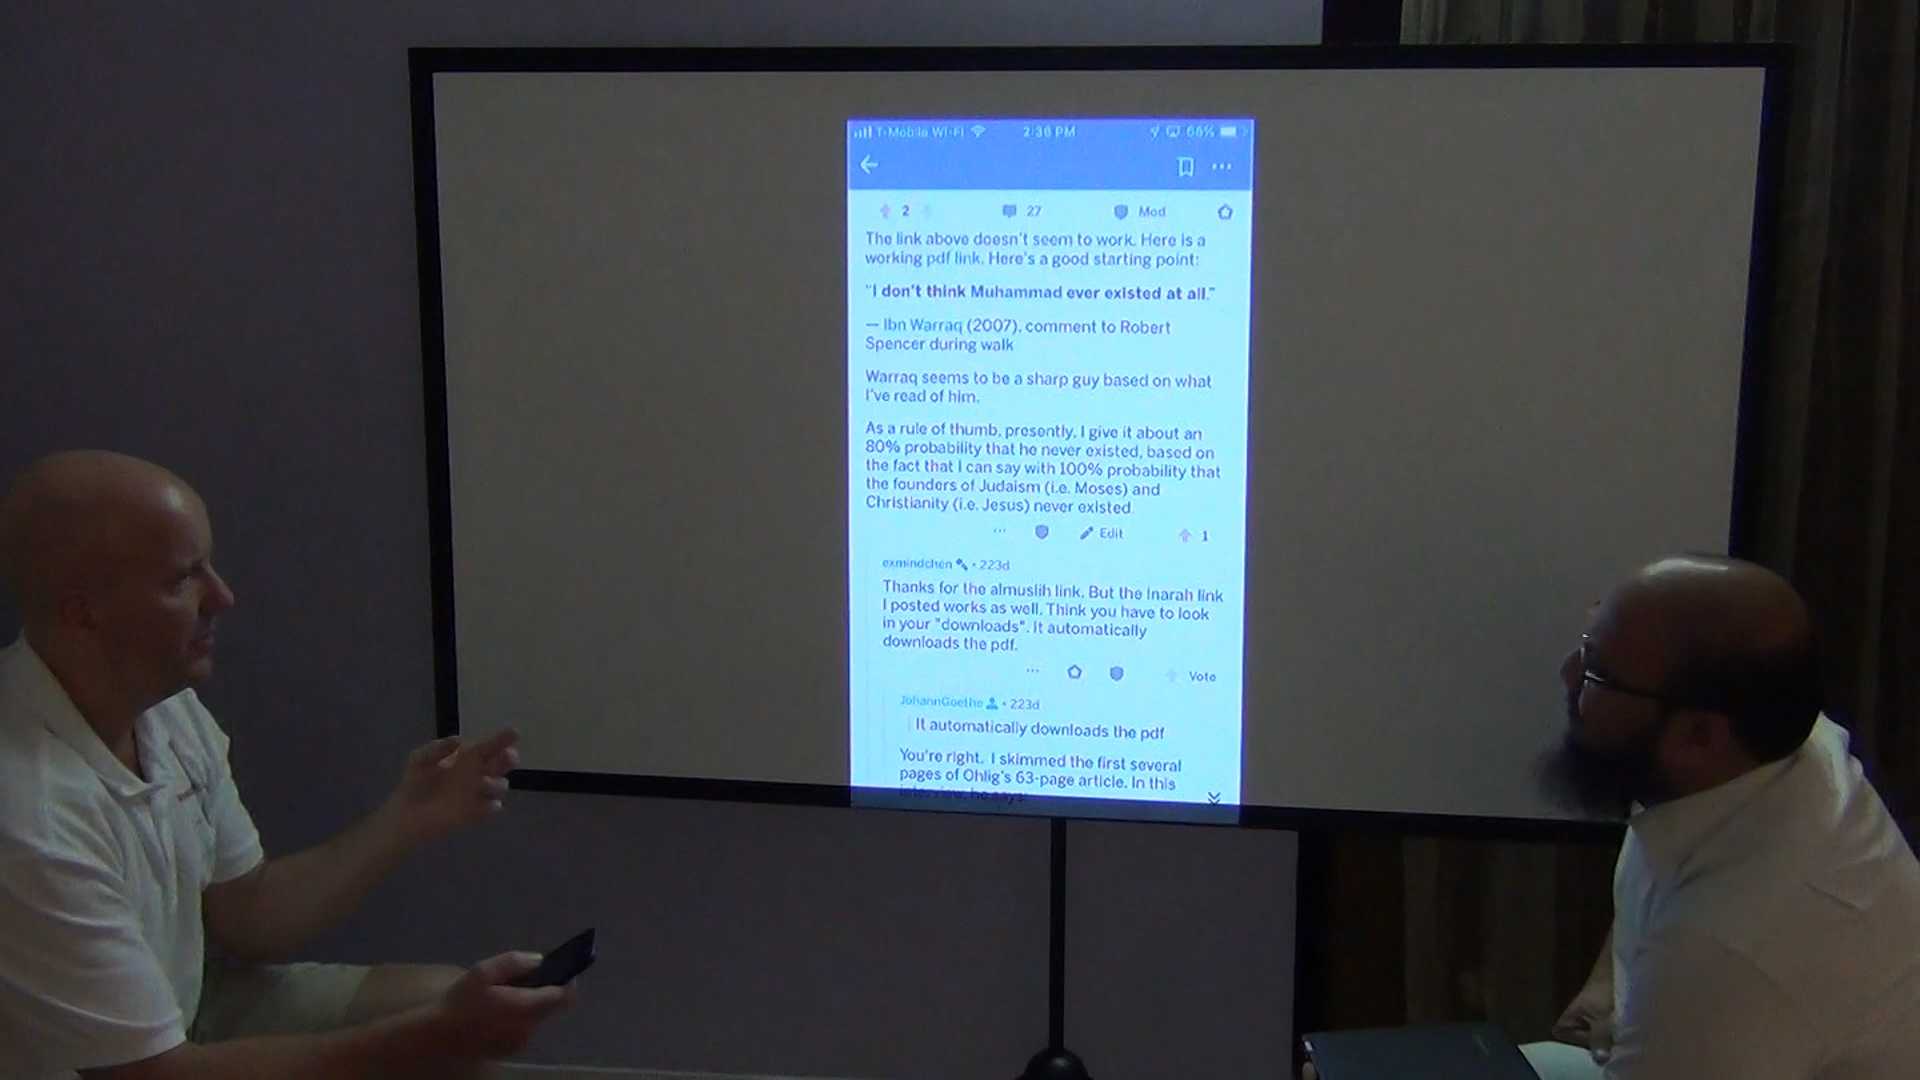 T-Mobile Wi-Fi 2:36 PM 68%
2 27 Mod
The link above doesn't seem to work. Here is a
working pdf link. Here's a good starting point:
"I don't think Muhammad ever existed at all."
— Ibn Warraq (2007), comment to Robert
Spencer during walk
Warraq seems to be a sharp guy based on what
I've read of him.
As a rule of thumb, presently, I give it about an
80% probability that he never existed, based on
the fact that I can say with 100% probability that
the founders of Judaism (i.e. Moses) and
Christianity (i.e. Jesus) never existed.
... Edit 1
exmindchen • 223d
Thanks for the almuslih link. But the Inarah link
I posted works as well. Think you have to look
in your "downloads". It automatically
downloads the pdf.
... Vote
JohannGoethe • 223d
It automatically downloads the pdf
You're right. I skimmed the first several
pages of Ohlig's 63-page article. In this
interview, he says: